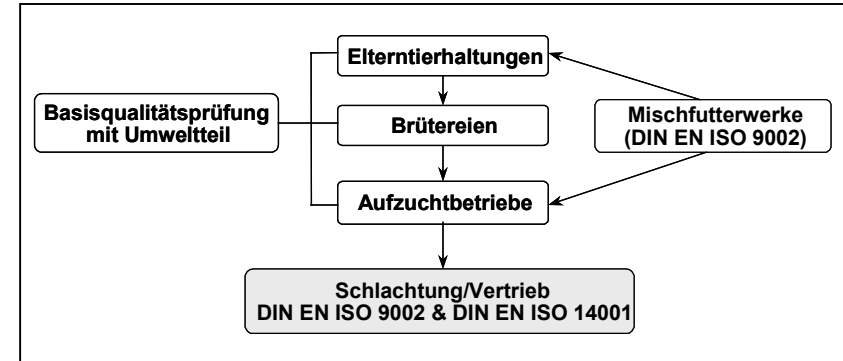 Elterntierhaltungen
Basisqualitätsprüfung
mit Umweltteil
Brütereien
Mischfutterwerke
(DIN EN ISO 9002)
Aufzuchtbetriebe
Schlachtung/Vertrieb
DIN EN ISO 9002 & DIN EN ISO 14001